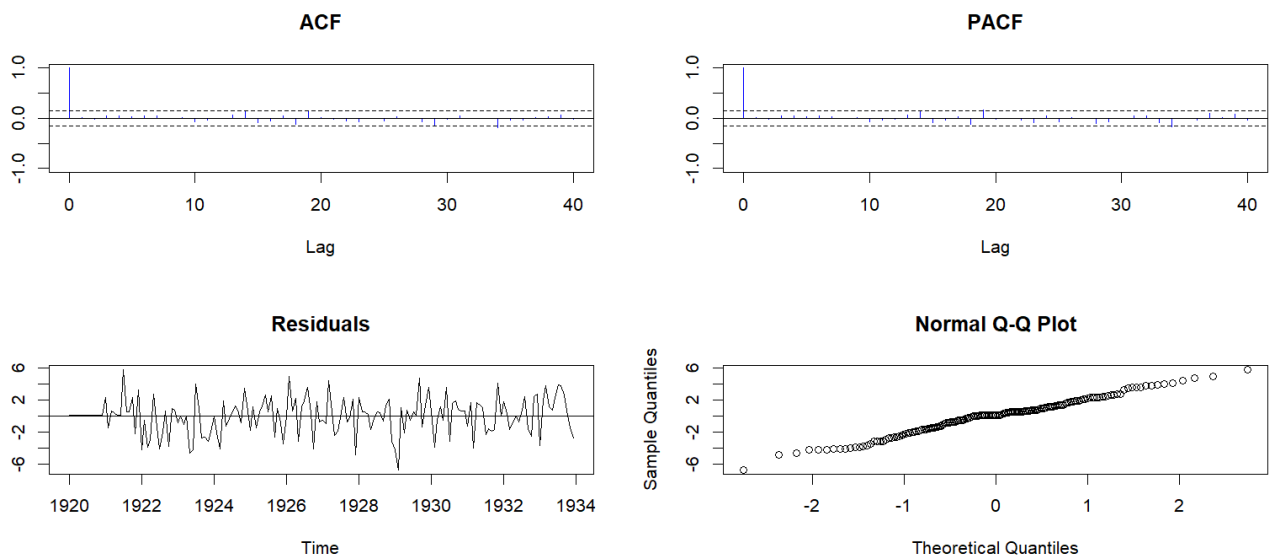 ACF
1.0
0.0
-1.0
0 10 20 30 40
Lag
PACF
1.0
0.0
-1.0
0 10 20 30 40
Lag
Residuals
6
2
-2
-6
1920 1922 1924 1926 1928 1930 1932 1934
Time
Normal Q-Q Plot
Sample Quantiles
6
2
-2
-6
-2 -1 0 1 2
Theoretical Quantiles